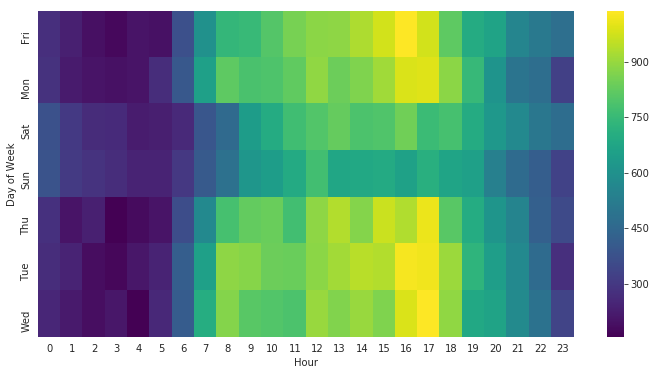 Day of Week
Fri
Mon
Sat
Sun
Thu
Tue
Wed
0 1 2 3 4 5 6 7 8 9 10 11 12 13 14 15 16 17 18 19 20 21 22 23
Hour
900
750
600
450
300